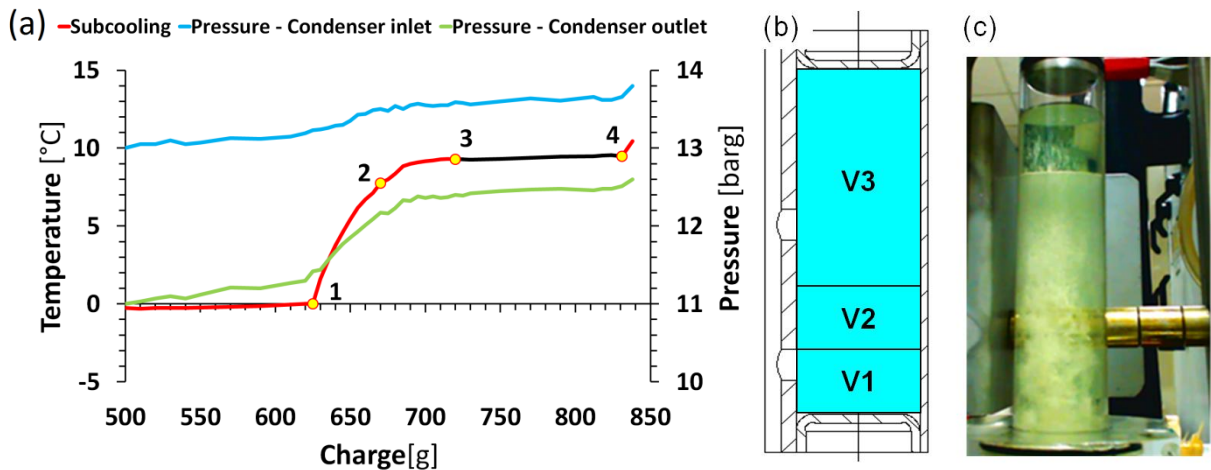 (a) Subcooling Pressure - Condenser inlet Pressure - Condenser outlet
15
10
5
0
-5
Temperature [°C]
14
13
12
11
10
Pressure [barg]
1
2
3
4
500 550 600 650 700 750 800 850
Charge[g]
(b)
V3
V2
V1
(c)